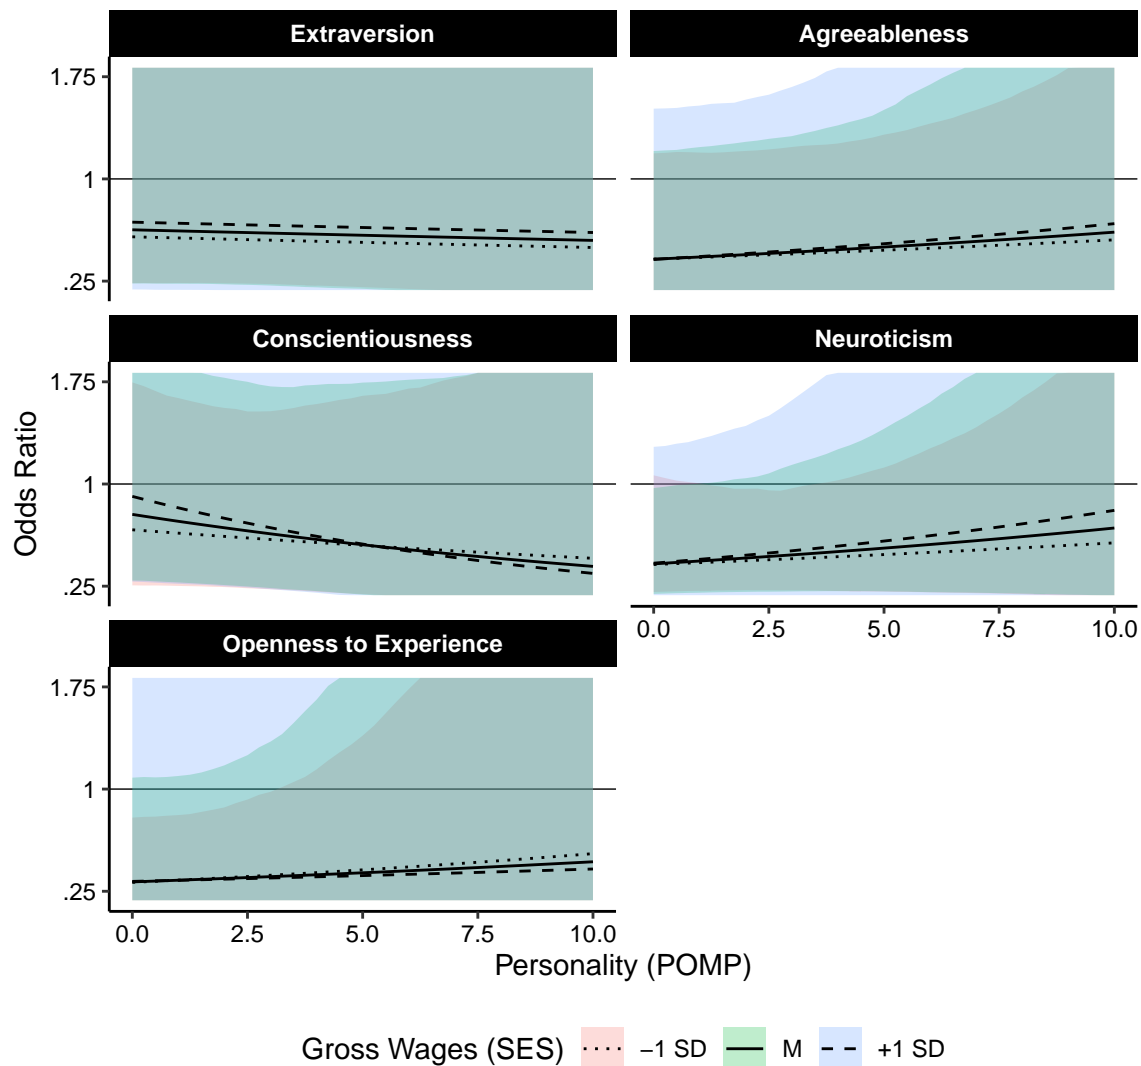 Extraversion
Agreeableness
1.75
1
.25
Conscientiousness
Neuroticism
1.75
1
.25
0.0 2.5 5.0 7.5 10.0
Openness to Experience
1.75
1
.25
0.0 2.5 5.0 7.5 10.0
Odds Ratio
Personality (POMP)
Gross Wages (SES) −1 SD M +1 SD